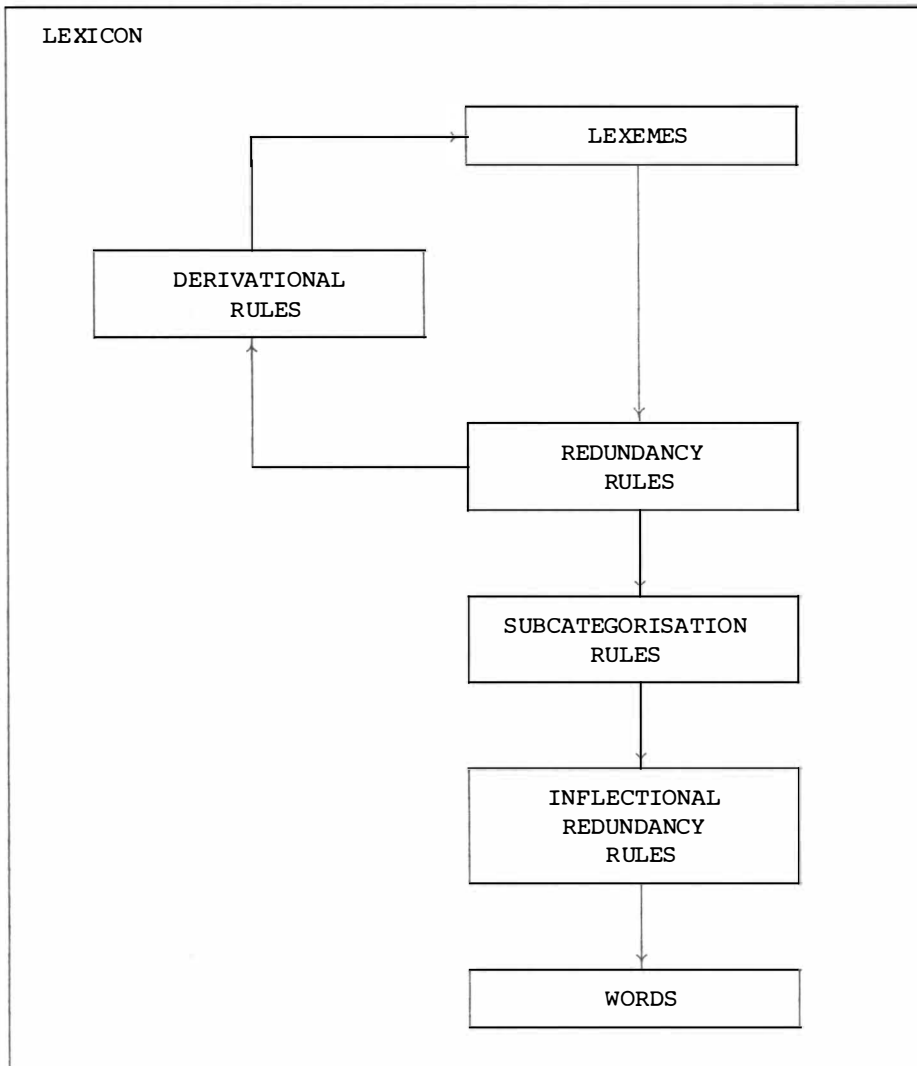 LEXICON
LEXEMES
DERIVATIONAL
RULES
REDUNDANCY
RULES
SUBCATEGORISATION
RULES
INFLECTIONAL
REDUNDANCY
RULES
WORDS